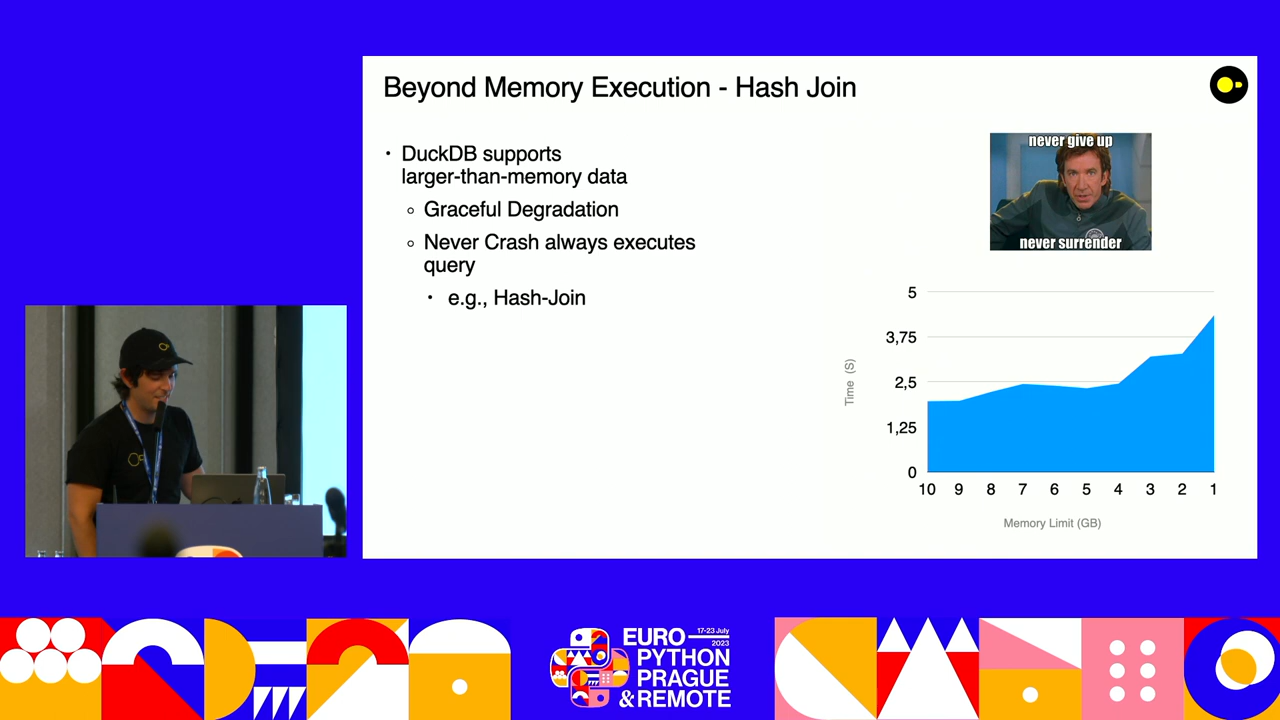 Beyond Memory Execution - Hash Join
• DuckDB supports
larger-than-memory data
○ Graceful Degradation
○ Never Crash always executes
query
• e.g., Hash-Join
never give up
never surrender
5
3,75
2,5
1,25
0
Time (S)
10 9 8 7 6 5 4 3 2 1
Memory Limit (GB)
EURO
17-23 July
2023
PYTHON
PRAGUE
& REMOTE